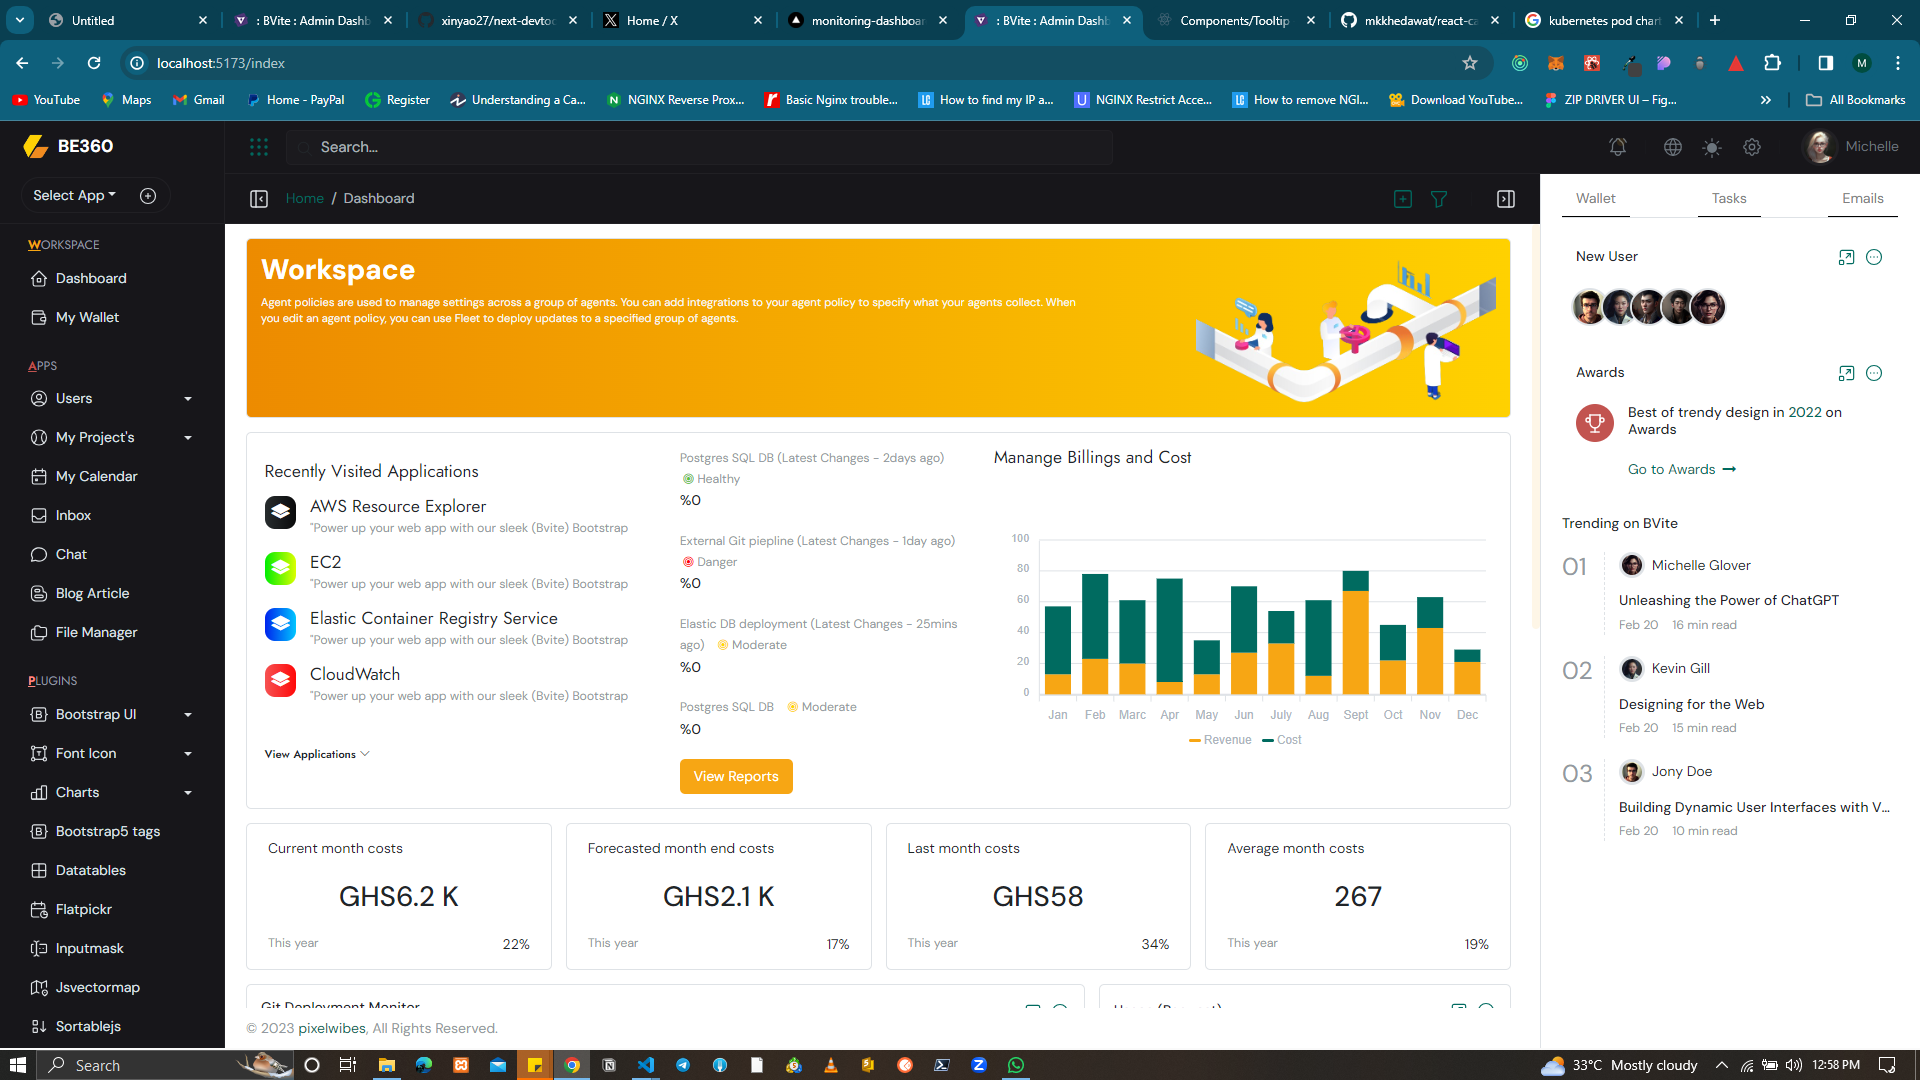 Untitled
: BVite : Admin Dashb
xinyao27/next-devtoo
Home / X
monitoring-dashboar
: BVite : Admin Dashb
Components/Tooltip
mkkhedawat/react-ca
kubernetes pod chart
localhost:5173/index
M
YouTube
Maps
Gmail
Home - PayPal
Register
Understanding a Ca...
NGINX Reverse Prox...
Basic Nginx trouble...
How to find my IP a...
NGINX Restrict Acce...
How to remove NGI...
Download YouTube...
ZIP DRIVER UI – Fig...
All Bookmarks
BE360
Search...
Michelle
Select App
Home / Dashboard
WORKSPACE
Dashboard
My Wallet
APPS
Users
My Project's
My Calendar
Inbox
Chat
Blog Article
File Manager
PLUGINS
Bootstrap UI
Font Icon
Charts
Bootstrap5 tags
Datatables
Flatpickr
Inputmask
Jsvectormap
Sortablejs
Workspace
Agent policies are used to manage settings across a group of agents. You can add integrations to your agent policy to specify what your agents collect. When
you edit an agent policy, you can use Fleet to deploy updates to a specified group of agents.
Recently Visited Applications
AWS Resource Explorer
"Power up your web app with our sleek (Bvite) Bootstrap
EC2
"Power up your web app with our sleek (Bvite) Bootstrap
Elastic Container Registry Service
"Power up your web app with our sleek (Bvite) Bootstrap
CloudWatch
"Power up your web app with our sleek (Bvite) Bootstrap
View Applications
Postgres SQL DB (Latest Changes - 2days ago)
Healthy
%0
External Git piepline (Latest Changes - 1day ago)
Danger
%0
Elastic DB deployment (Latest Changes - 25mins
ago) Moderate
%0
Postgres SQL DB Moderate
%0
View Reports
Manange Billings and Cost
100
80
60
40
20
0
Jan Feb Marc Apr May Jun July Aug Sept Oct Nov Dec
Revenue Cost
Current month costs
GHS6.2 K
This year 22%
Forecasted month end costs
GHS2.1 K
This year 17%
Last month costs
GHS58
This year 34%
Average month costs
267
This year 19%
Git Deployment Monitor
© 2023 pixelwibes, All Rights Reserved.
Wallet Tasks Emails
New User
Awards
Best of trendy design in 2022 on
Awards
Go to Awards
Trending on BVite
01
Michelle Glover
Unleashing the Power of ChatGPT
Feb 20 16 min read
02
Kevin Gill
Designing for the Web
Feb 20 15 min read
03
Jony Doe
Building Dynamic User Interfaces with V...
Feb 20 10 min read
Search
33°C Mostly cloudy
12:58 PM